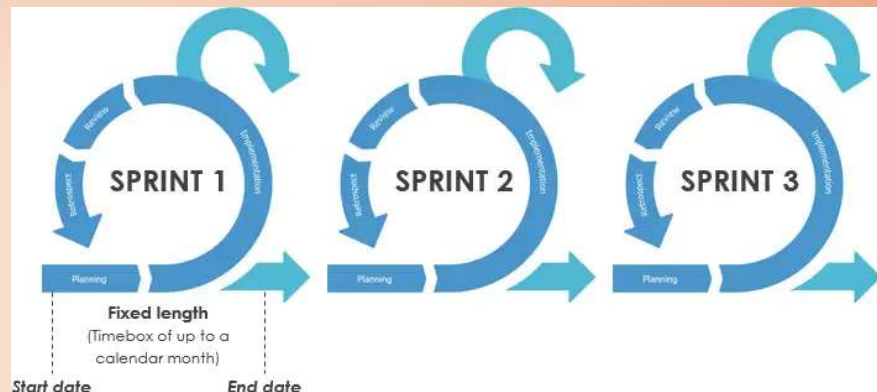 Review
Implementation
Retrospect
SPRINT 1
Planning
Review
Implementation
Retrospect
SPRINT 2
Planning
Review
Implementation
Retrospect
SPRINT 3
Planning
Fixed length
(Timebox of up to a
calendar month)
Start date
End date